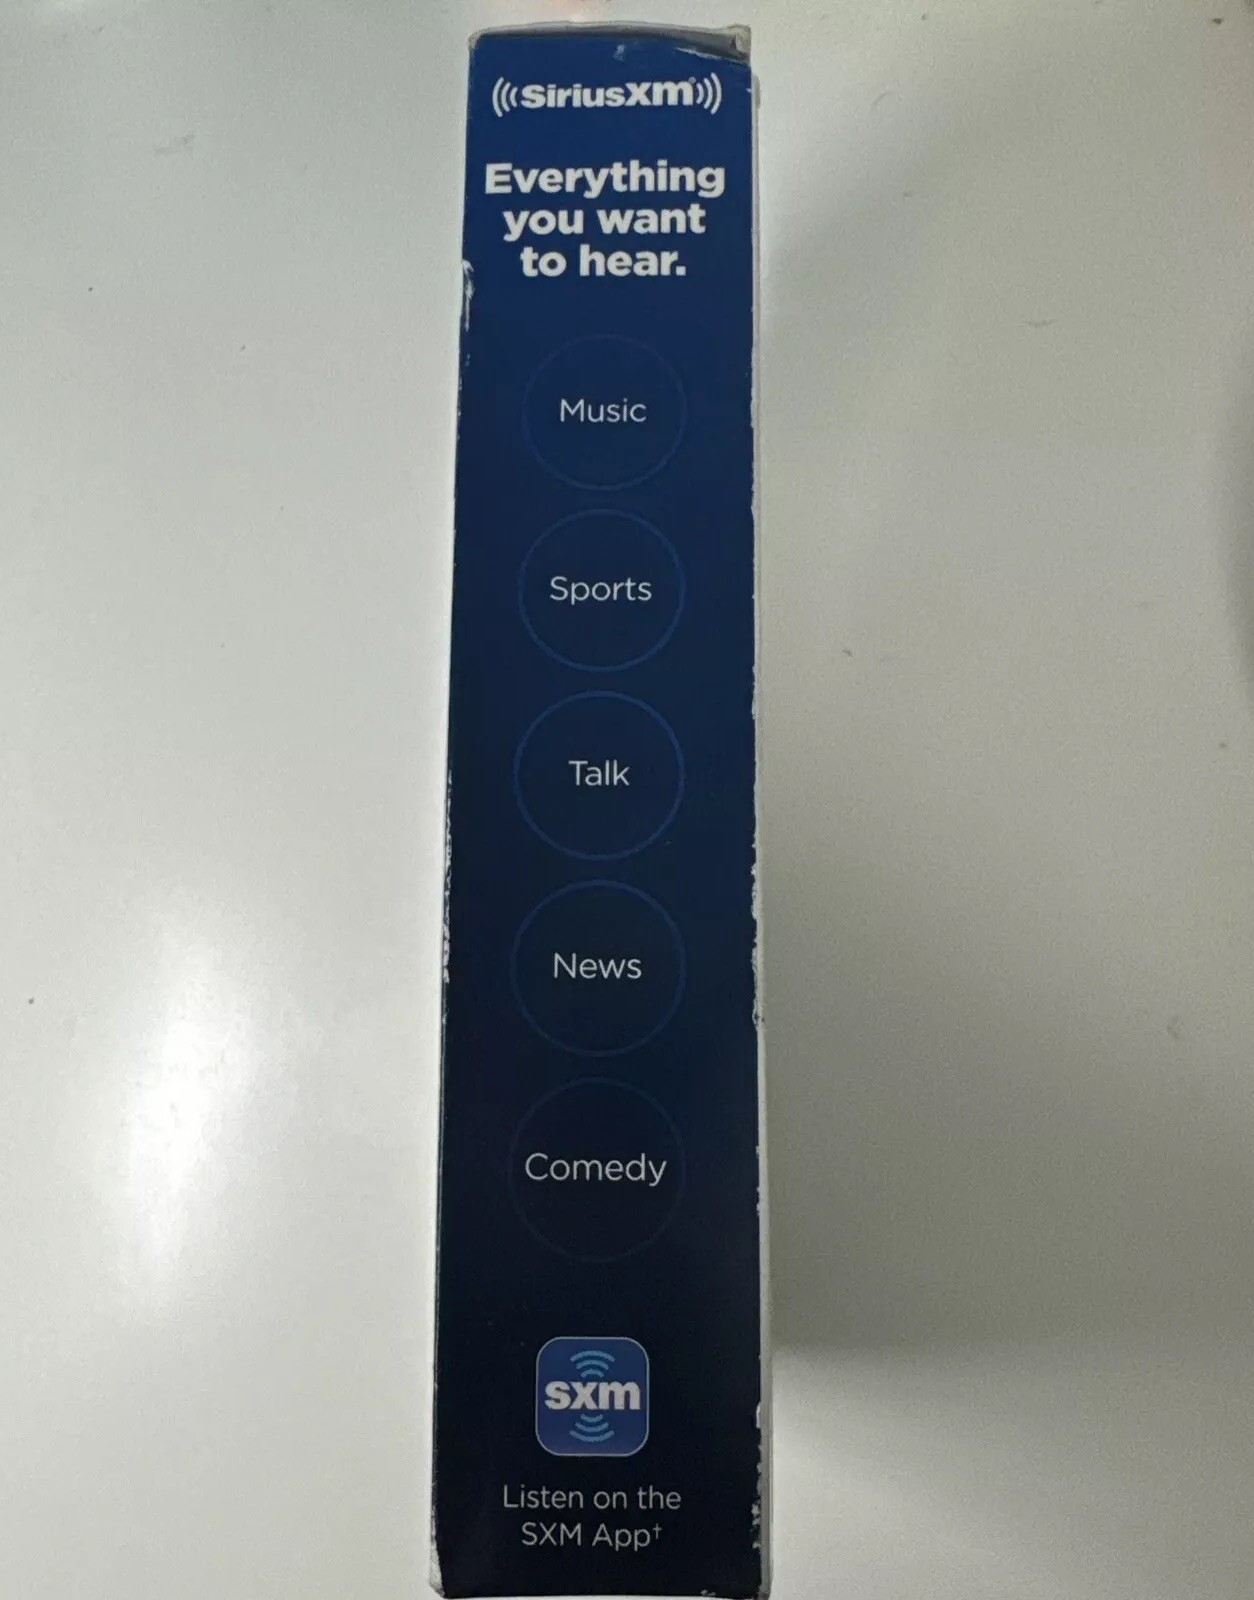 SiriusXM
Everything
you want
to hear.
Music
Sports
Talk
News
Comedy
sxm
Listen on the
SXM App†